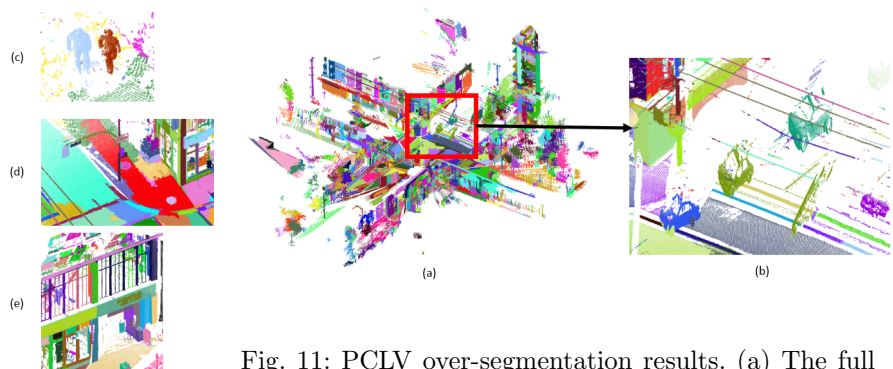 (c)
(d)
(e)
(a)
(b)
Fig. 11: PCLV over-segmentation results. (a) The full